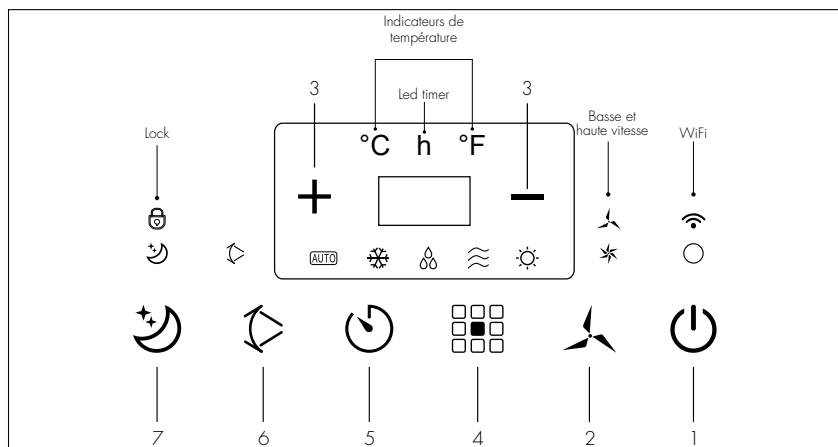 Indicateurs de
température
3
Led timer
3
Basse et
haute vitesse
Lock
WiFi
°C h °F
AUTO
7 6 5 4 2 1